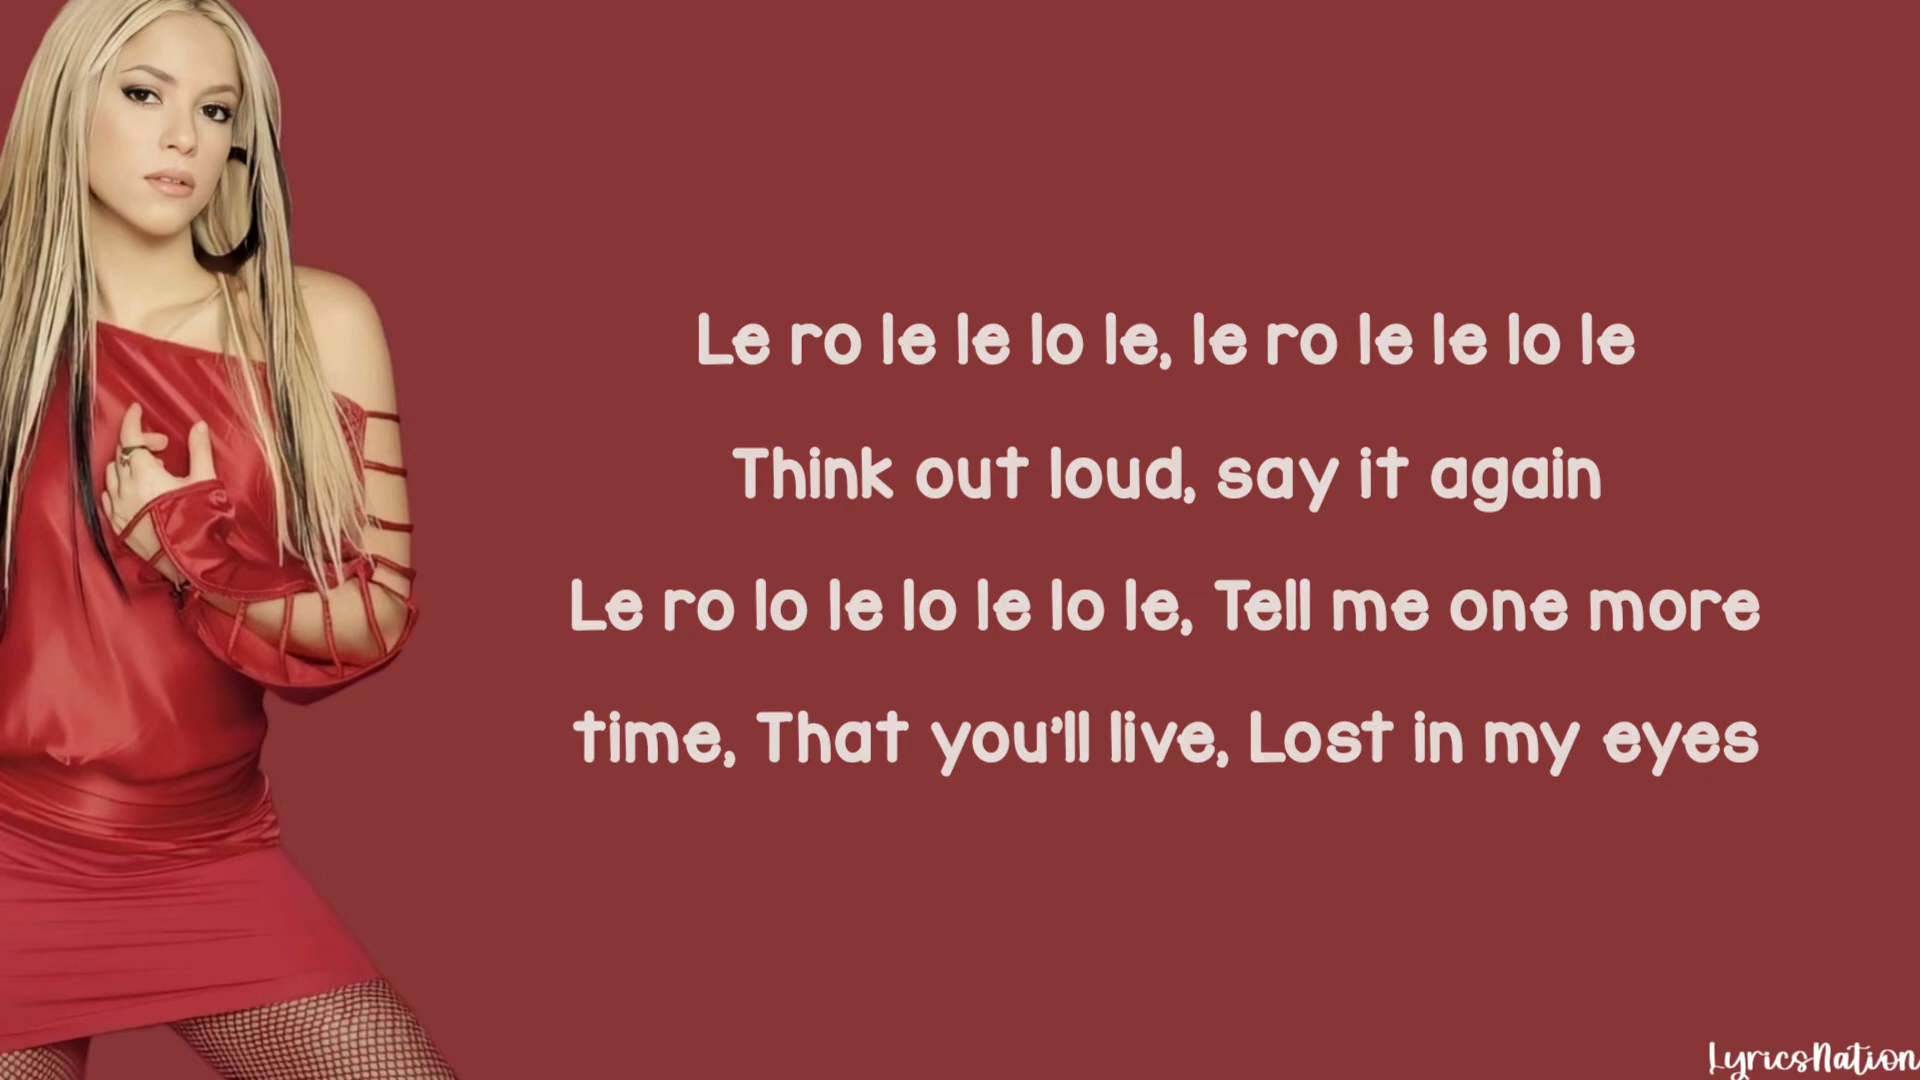 Le ro le le lo le, le ro le le lo le
Think out loud, say it again
Le ro lo le lo le lo le, Tell me one more
time, That you'll live, Lost in my eyes
LyricsNation